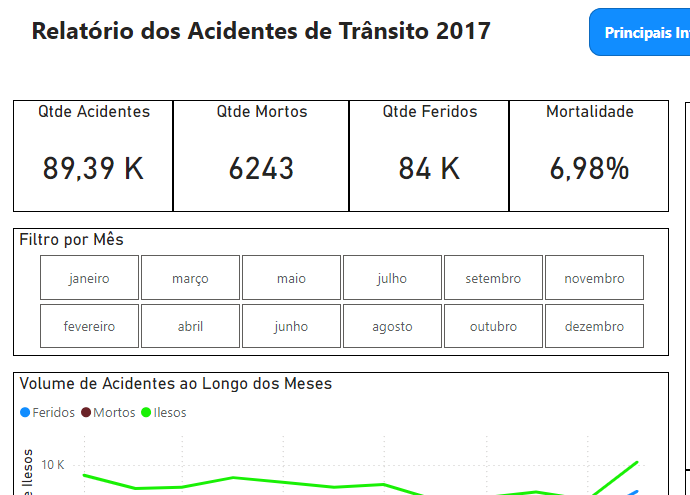 Relatório dos Acidentes de Trânsito 2017
Principais In
Qtde Acidentes
Qtde Mortos
Qtde Feridos
Mortalidade
89,39 K
6243
84 K
6,98%
Filtro por Mês
janeiro
março
maio
julho
setembro
novembro
fevereiro
abril
junho
agosto
outubro
dezembro
Volume de Acidentes ao Longo dos Meses
Feridos
Mortos
Ilesos
10 K
e Ilesos